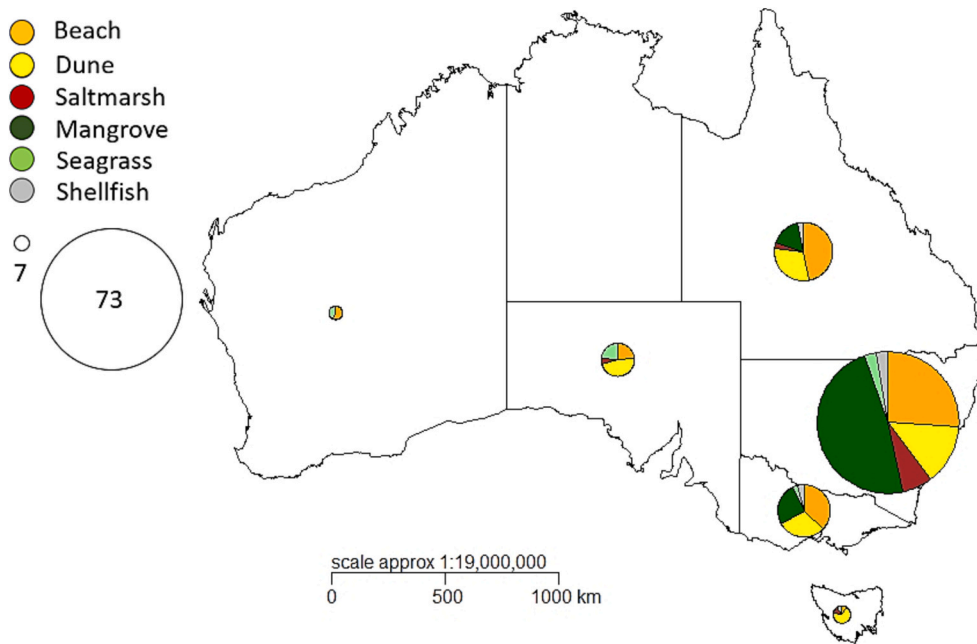 Beach
Dune
Saltmarsh
Mangrove
Seagrass
Shellfish
7
73
scale approx 1:19,000,000
0 500 1000 km